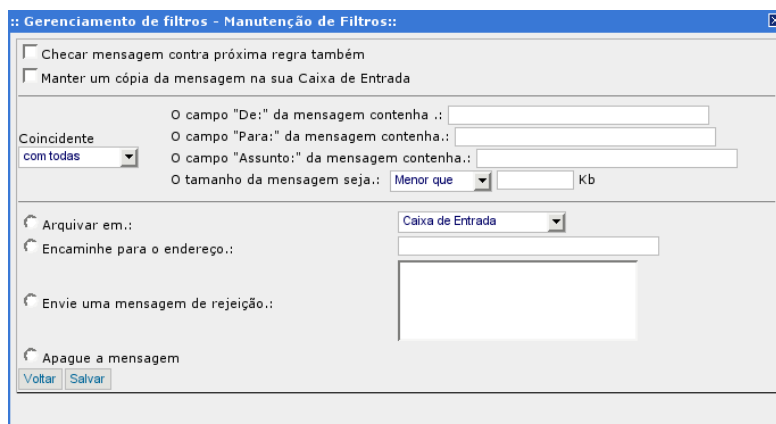 :: Gerenciamento de filtros - Manutenção de Filtros::
Checar mensagem contra próxima regra também
Manter um cópia da mensagem na sua Caixa de Entrada
O campo "De:" da mensagem contenha .:
Coincidente
com todas
O campo "Para:" da mensagem contenha.:
O campo "Assunto:" da mensagem contenha.:
O tamanho da mensagem seja.: Menor que Kb
Arquivar em.: Caixa de Entrada
Encaminhe para o endereço.:
Envie uma mensagem de rejeição.:
Apague a mensagem
Voltar Salvar